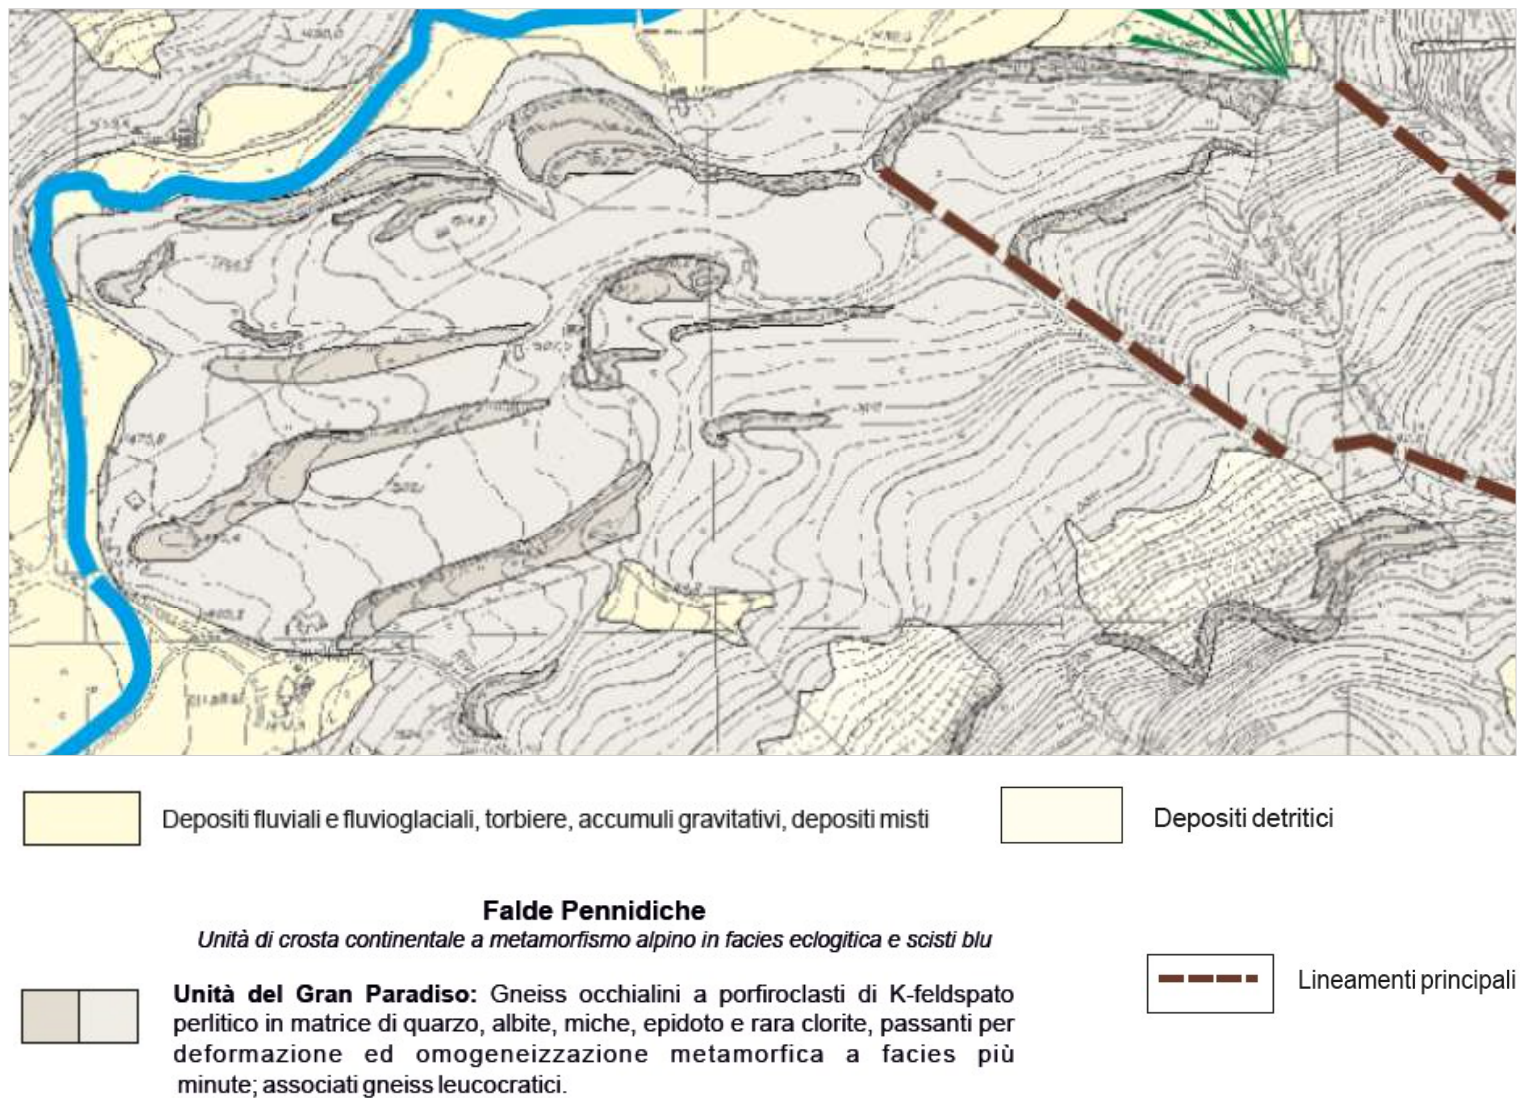 Depositi fluviali e fluvioglaciali, torbiere, accumuli gravitativi, depositi misti
Depositi detritici
Falde Pennidiche
Unità di crosta continentale a metamorfismo alpino in facies eclogitica e scisti blu
Unità del Gran Paradiso: Gneiss occhialini a porfiroclasti di K-feldspato
perlitico in matrice di quarzo, albite, miche, epidoto e rara clorite, passanti per
deformazione ed omogeneizzazione metamorfica a facies più
minute; associati gneiss leucocratici.
Lineamenti principali